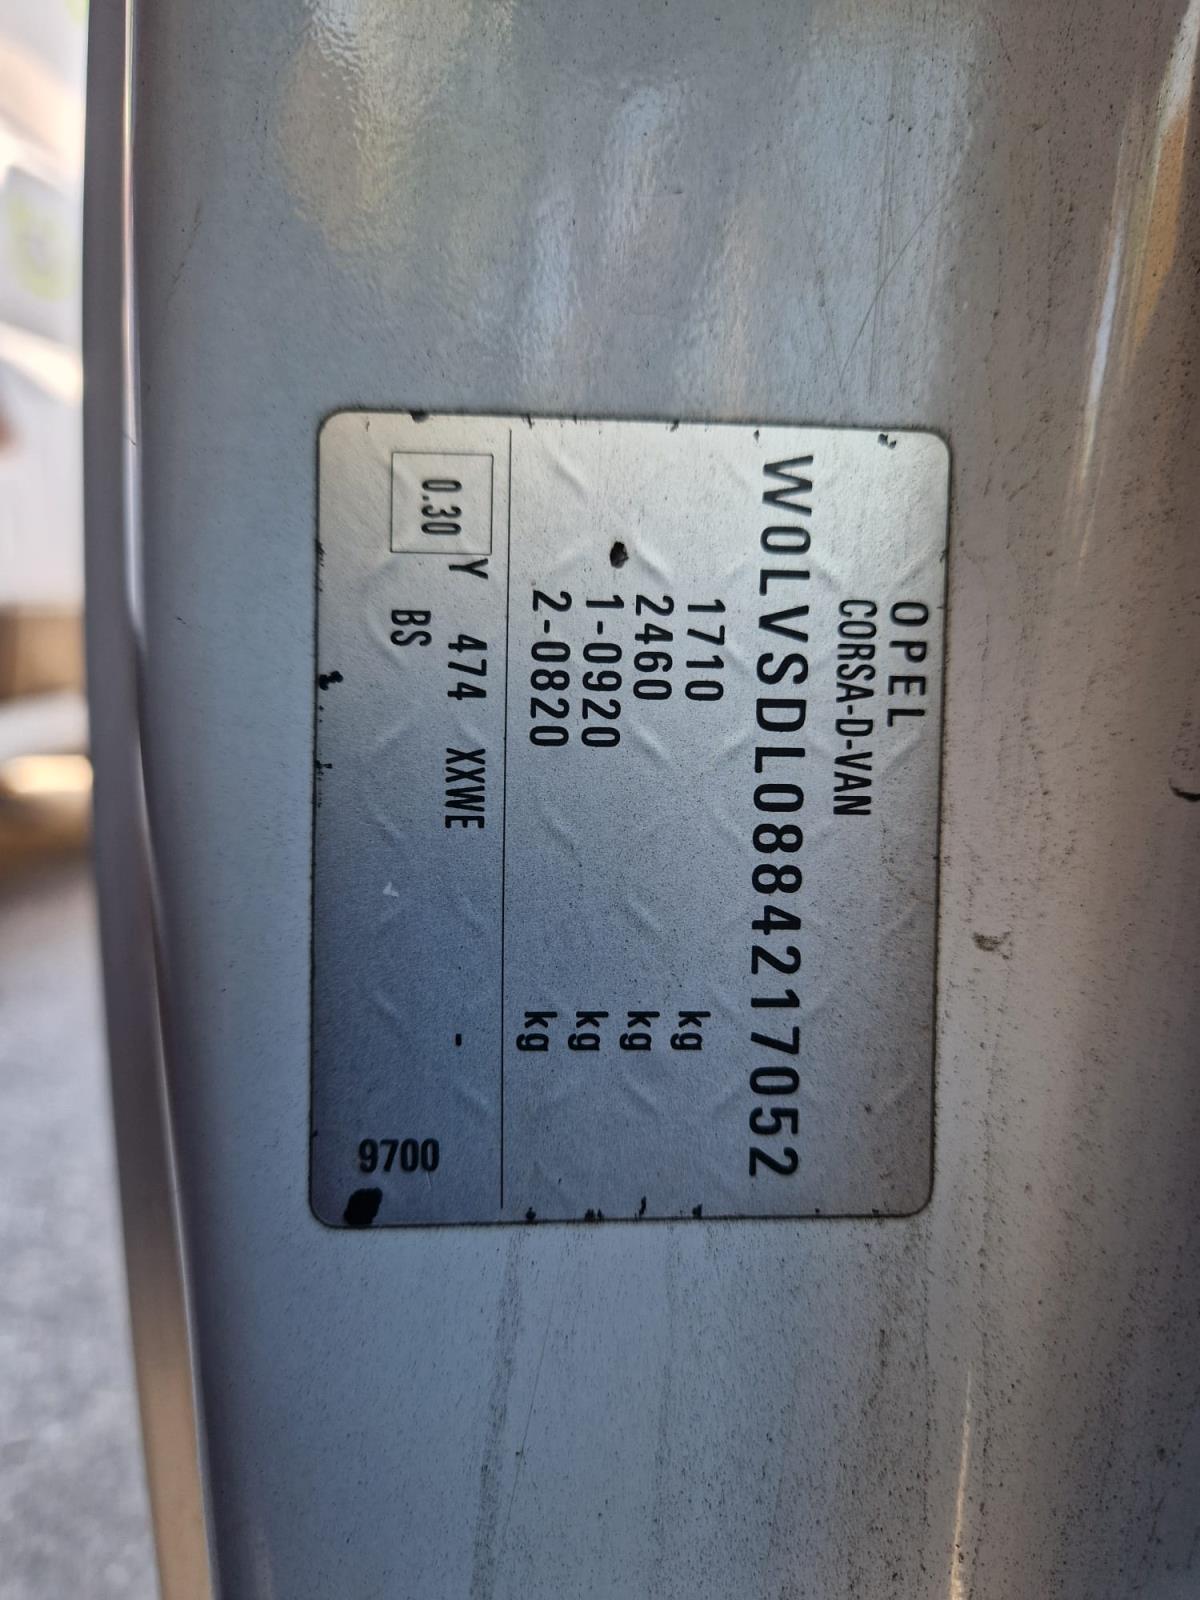 OPEL
CORSA-D-VAN
W0LVSDL0884217052
1710 kg
2460 kg
1-0920 kg
2-0820 kg
0.30 Y 474 XXWE -
BS
9700